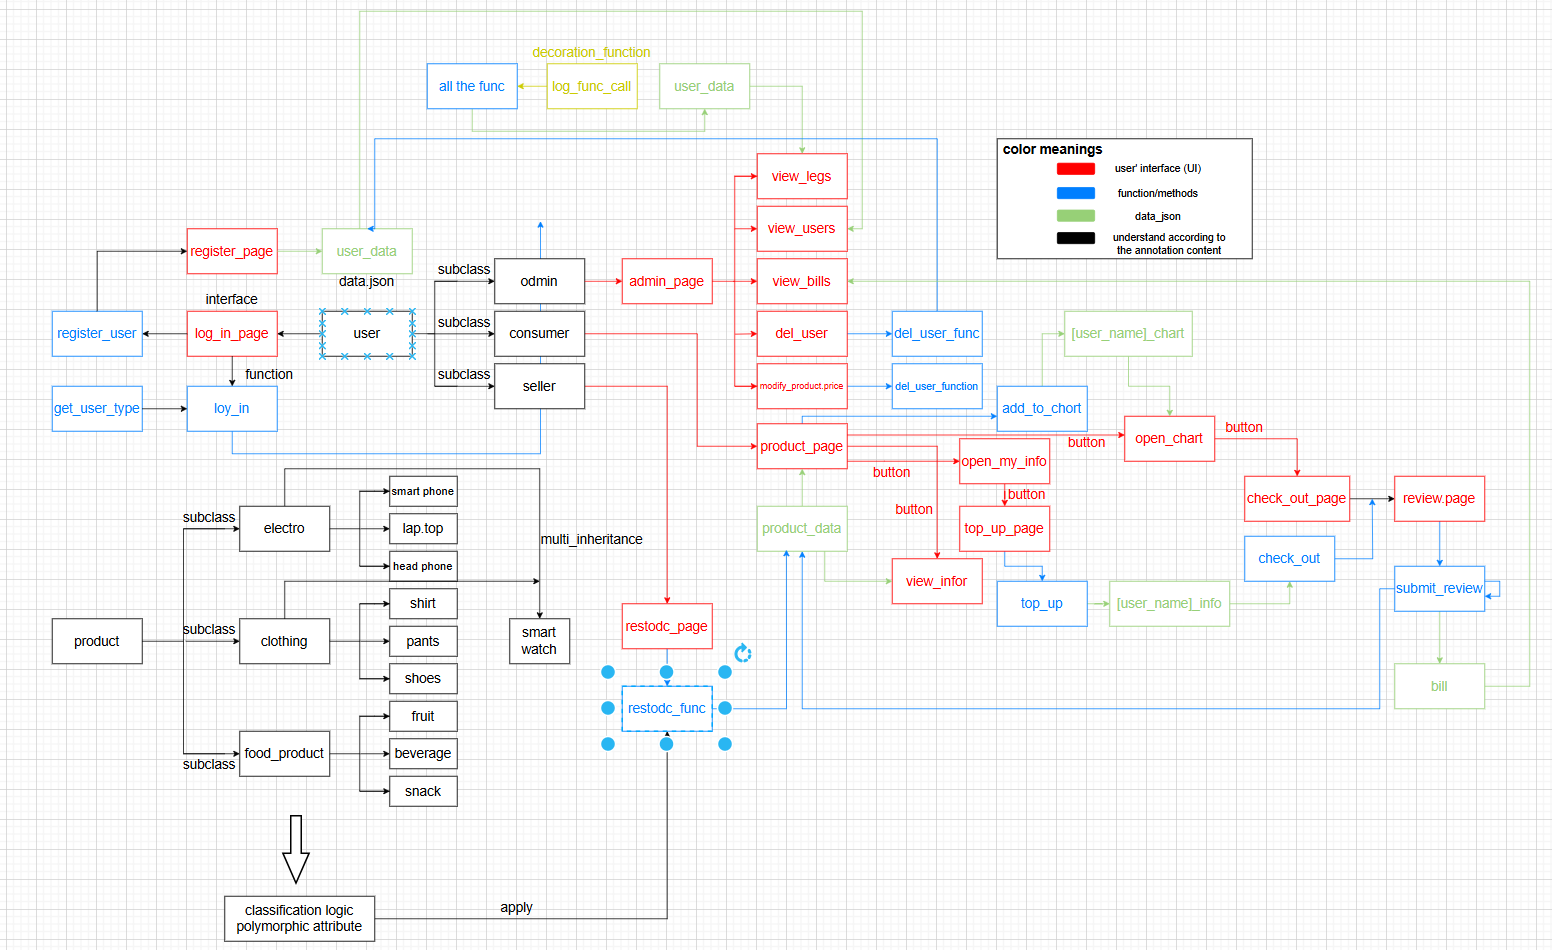 decoration_function
all the func
log_func_call
user_data
color meanings
user' interface (UI)
function/methods
data_json
understand according to
the annotation content
view_legs
view_users
view_bills
del_user
modify_product.price
register_page
user_data
data.json
interface
register_user
log_in_page
user
function
get_user_type
loy_in
subclass
odmin
subclass
consumer
subclass
seller
admin_page
del_user_func
del_user_function
[user_name]_chart
add_to_chort
product_page
button
open_chart
button
open_my_info
button
button
button
top_up_page
product_data
view_infor
top_up
[user_name]_info
check_out_page
review.page
check_out
submit_review
bill
restodc_page
restodc_func
product
subclass
electro
smart phone
lap.top
head phone
multi_inheritance
subclass
clothing
shirt
pants
shoes
smart
watch
subclass
food_product
fruit
beverage
snack
classification logic
polymorphic attribute
apply